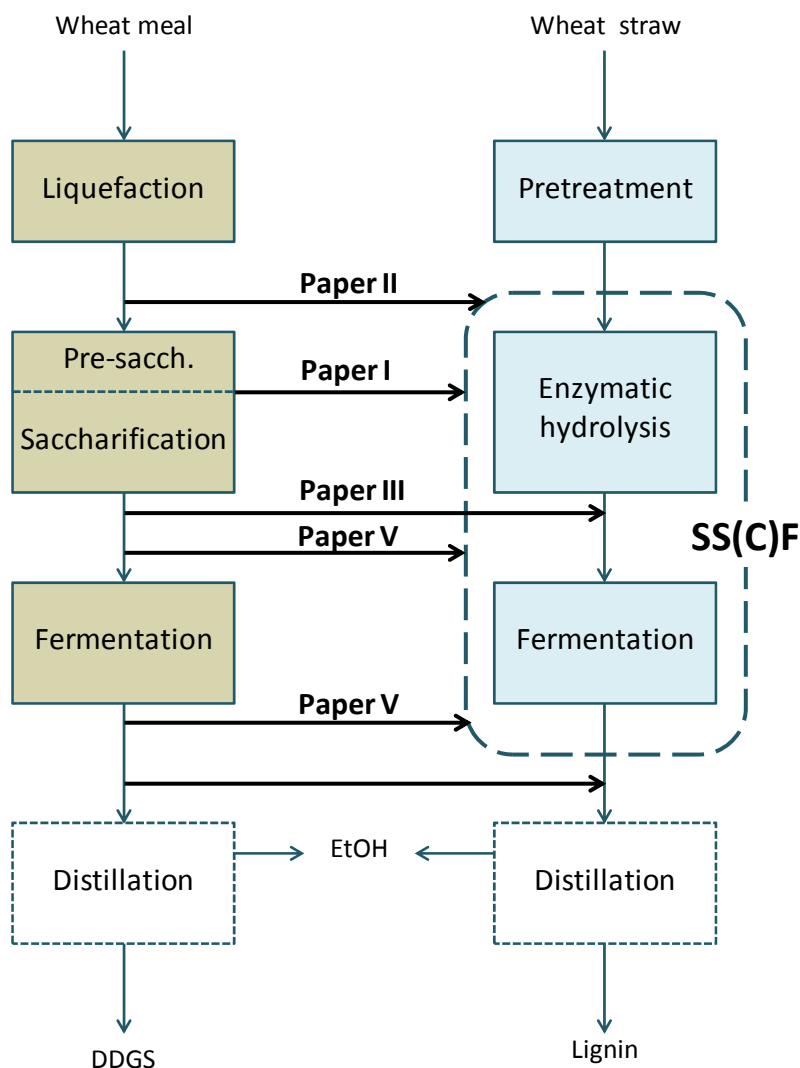 Wheat meal
Wheat straw
Liquefaction
Pretreatment
Paper II
Pre-sacch.
Paper I
Enzymatic
hydrolysis
Saccharification
Paper III
Paper V
SS(C)F
Fermentation
Fermentation
Paper V
EtOH
Distillation
Distillation
DDGS
Lignin